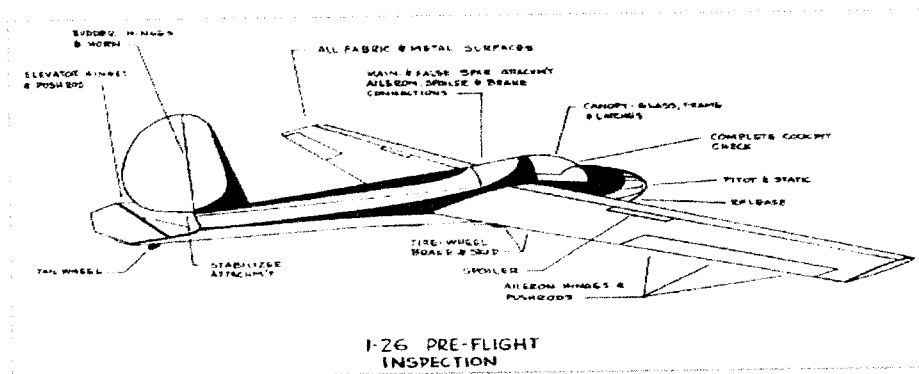 RUDDER HINGES
& HORN
ALL FABRIC & METAL SURFACES
ELEVATOR HINGES
& PUSHROD
MAIN & FALSE SPAR ATTACHM'T
AILERON, SPOILER & BRAKE
CONNECTIONS
CANOPY - GLASS, FRAME
& LATCHES
COMPLETE COCKPIT
CHECK
PITOT & STATIC
RELEASE
TIRE - WHEEL
BRAKE & SKID
TAIL WHEEL
STABILIZER
ATTACHM'T
SPOILER
AILERON HINGES &
PUSHRODS
1-26 PRE-FLIGHT
INSPECTION